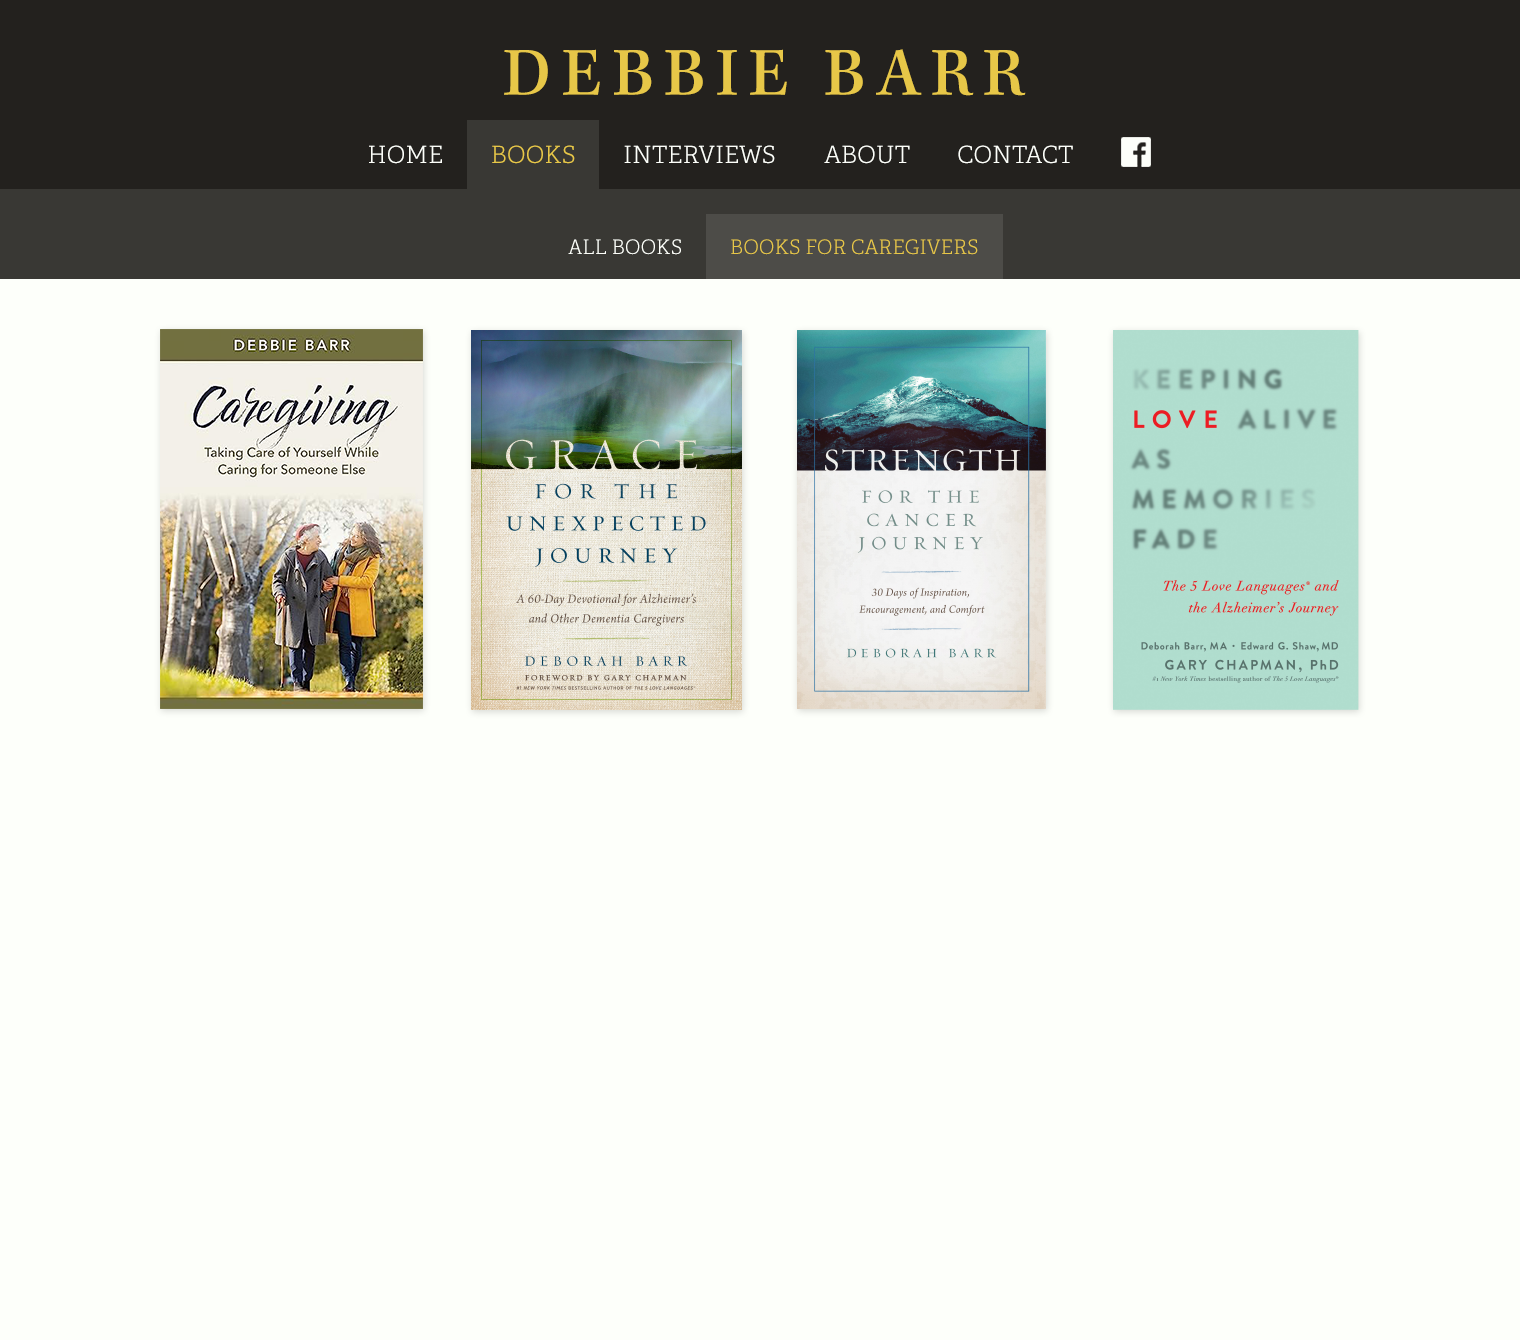 DEBBIE BARR
HOME BOOKS INTERVIEWS ABOUT CONTACT
ALL BOOKS BOOKS FOR CAREGIVERS
DEBBIE BARR
Caregiving
Taking Care of Yourself While
Caring for Someone Else
GRACE
FOR THE
UNEXPECTED
JOURNEY
A 60-Day Devotional for Alzheimer's
and Other Dementia Caregivers
DEBORAH BARR
FOREWORD BY GARY CHAPMAN
#1 NEW YORK TIMES BESTSELLING AUTHOR OF THE 5 LOVE LANGUAGES®
STRENGTH
FOR THE
CANCER
JOURNEY
30 Days of Inspiration,
Encouragement, and Comfort
DEBORAH BARR
KEEPING
LOVE ALIVE
AS
MEMORIES
FADE
The 5 Love Languages® and
the Alzheimer's Journey
Deborah Barr, MA • Edward G. Shaw, MD
GARY CHAPMAN, PhD
#1 New York Times bestselling author of The 5 Love Languages®